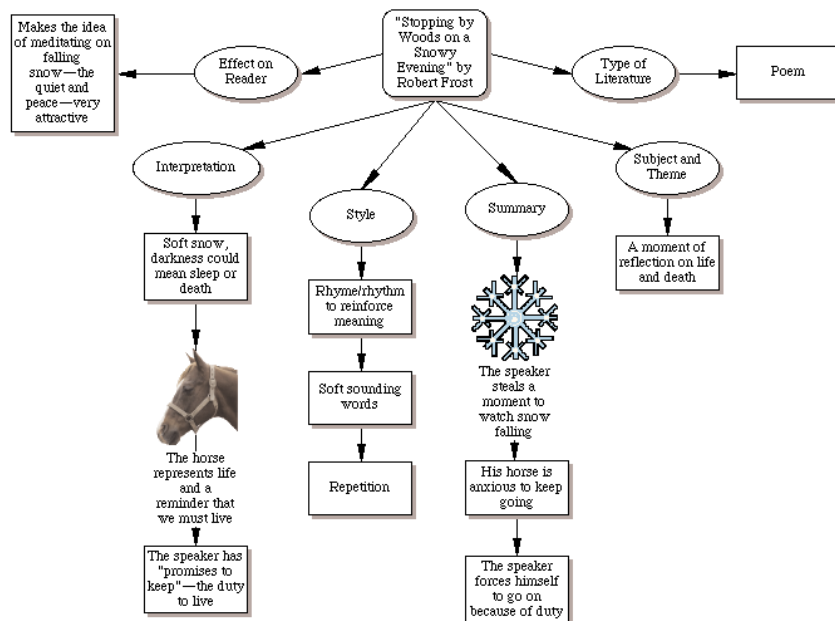 "Stopping by
Woods on a
Snowy
Evening" by
Robert Frost
Makes the idea
of meditating on
falling
snow—the
quiet and
peace—very
attractive
Effect on
Reader
Type of
Literature
Poem
Interpretation
Soft snow,
darkness could
mean sleep or
death
The horse
represents life
and a
reminder that
we must live
The speaker has
"promises to
keep"—the duty
to live
Style
Rhyme/rhythm
to reinforce
meaning
Soft sounding
words
Repetition
Summary
The speaker
steals a
moment to
watch snow
falling
His horse is
anxious to keep
going
The speaker
forces himself
to go on
because of duty
Subject and
Theme
A moment of
reflection on life
and death